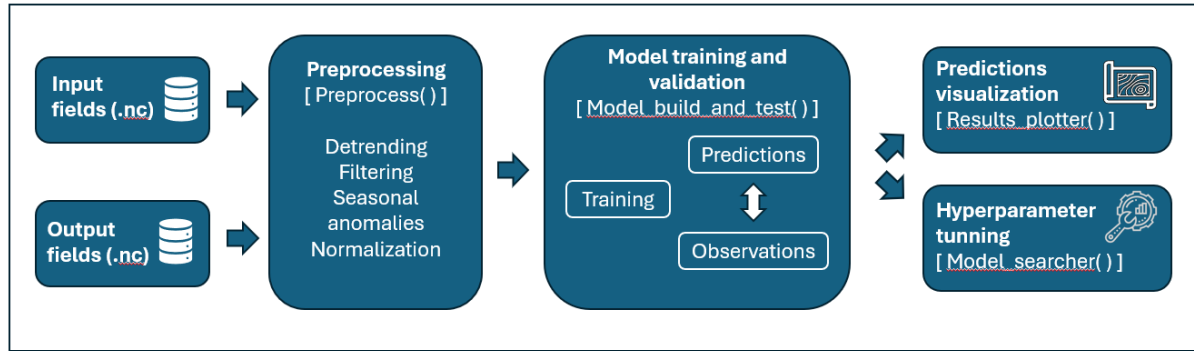 Input
fields (.nc)
Output
fields (.nc)
Preprocessing
[ Preprocess( ) ]
Detrending
Filtering
Seasonal
anomalies
Normalization
Model training and
validation
[ Model_build_and_test( ) ]
Predictions
Training
Observations
Predictions
visualization
[ Results_plotter( ) ]
Hyperparameter
tunning
[ Model_searcher( ) ]